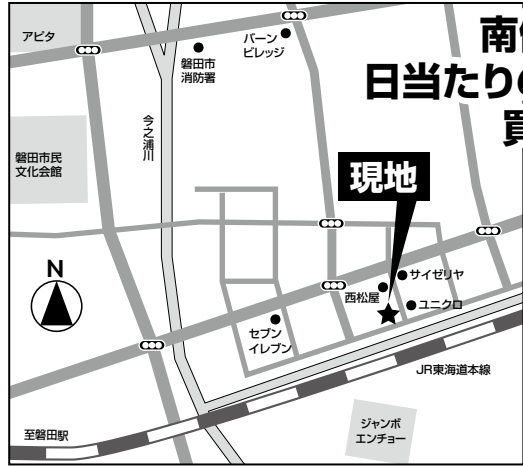 アピタ
磐田市
消防署
バーン
ビレッジ
南
日当たり
買
今之浦川
磐田市民
文化会館
現地
N
サイゼリヤ
西松屋
ユニクロ
セブン
イレブン
JR東海道本線
ジャンボ
エンチョー
至磐田駅